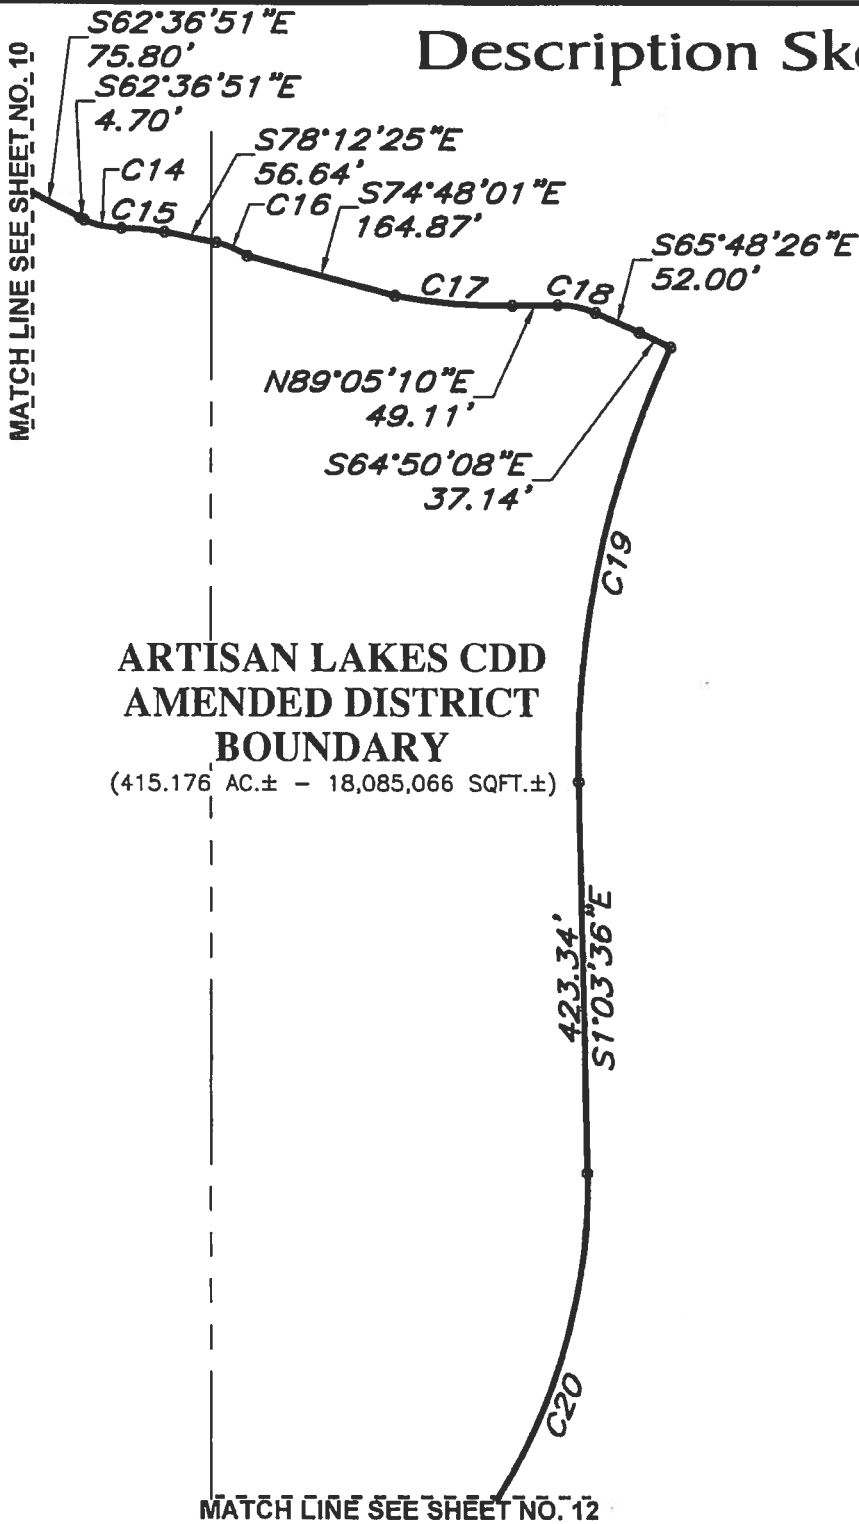 Description Ske
S62°36'51"E
75.80'
S62°36'51"E
4.70'
MATCH LINE SEE SHEET NO. 10
C14
C15
S78°12'25"E
56.64'
C16
S74°48'01"E
164.87'
C17
C18
S65°48'26"E
52.00'
N89°05'10"E
49.11'
S64°50'08"E
37.14'
C19
ARTISAN LAKES CDD
AMENDED DISTRICT
BOUNDARY
(415.176 AC.± - 18,085,066 SQFT.±)
423.34'
S1°03'36"E
C20
MATCH LINE SEE SHEET NO. 12